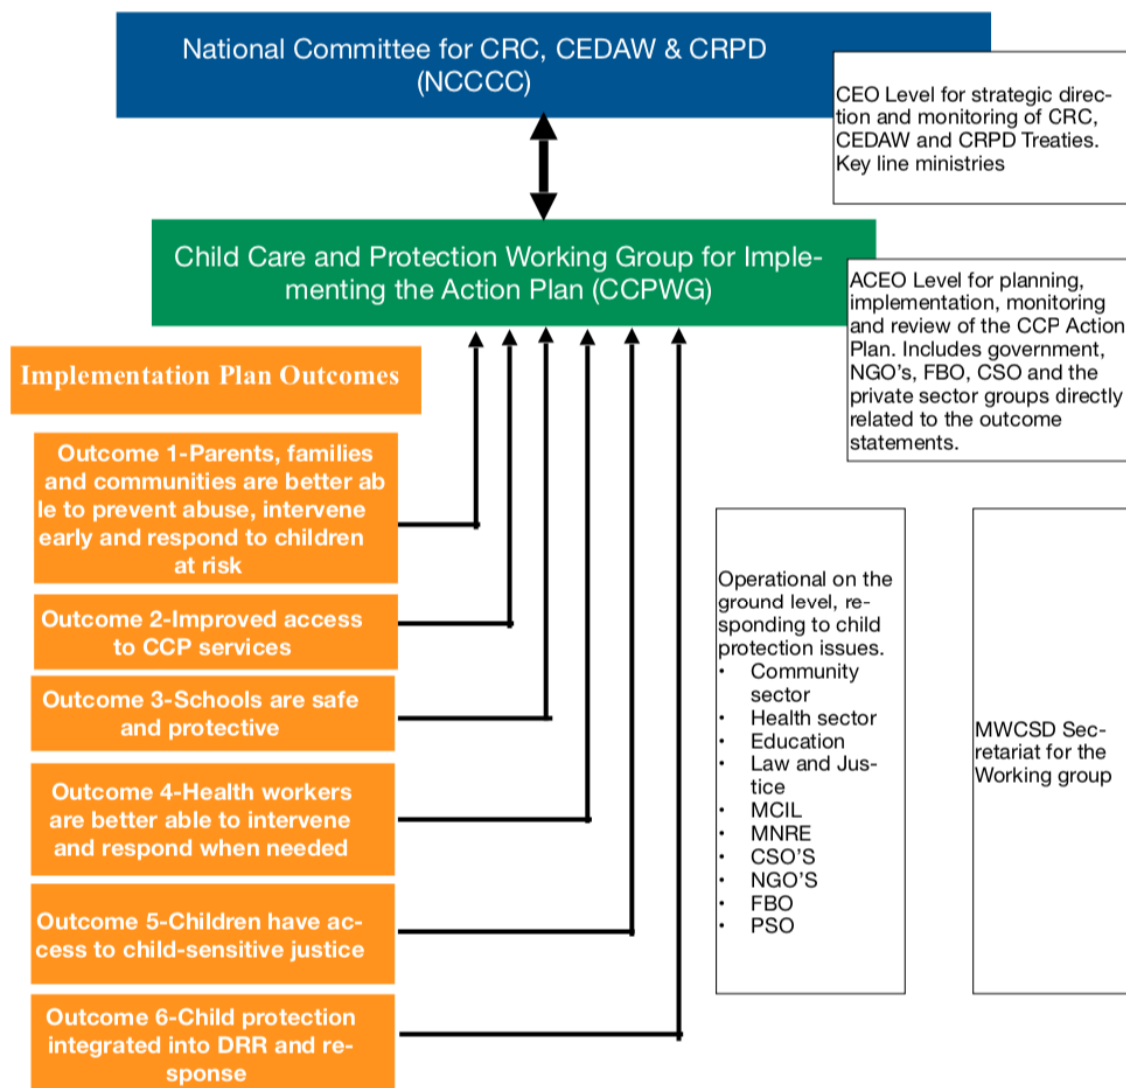 National Committee for CRC, CEDAW & CRPD
(NCCCC)
CEO Level for strategic direc-
tion and monitoring of CRC,
CEDAW and CRPD Treaties.
Key line ministries
Child Care and Protection Working Group for Imple-
menting the Action Plan (CCPWG)
ACEO Level for planning,
implementation, monitoring
and review of the CCP Action
Plan. Includes government,
NGO's, FBO, CSO and the
private sector groups directly
related to the outcome
statements.
Implementation Plan Outcomes
Outcome 1-Parents, families
and communities are better ab
le to prevent abuse, intervene
early and respond to children
at risk
Outcome 2-Improved access
to CCP services
Outcome 3-Schools are safe
and protective
Outcome 4-Health workers
are better able to intervene
and respond when needed
Outcome 5-Children have ac-
cess to child-sensitive justice
Outcome 6-Child protection
integrated into DRR and re-
sponse
Operational on the
ground level, re-
sponding to child
protection issues.
• Community
sector
• Health sector
• Education
• Law and Jus-
tice
• MCIL
• MNRE
• CSO'S
• NGO'S
• FBO
• PSO
MWCSD Sec-
retariat for the
Working group